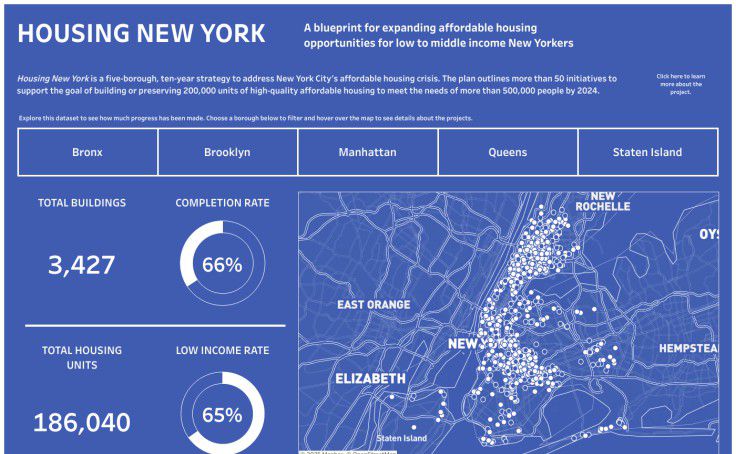 HOUSING NEW YORK
A blueprint for expanding affordable housing
opportunities for low to middle income New Yorkers
Housing New York is a five-borough, ten-year strategy to address New York City's affordable housing crisis. The plan outlines more than 50 initiatives to
support the goal of building or preserving 200,000 units of high-quality affordable housing to meet the needs of more than 500,000 people by 2024.
Click here to learn
more about the
project.
Explore this dataset to see how much progress has been made. Choose a borough below to filter and hover over the map to see details about the projects.
Bronx
Brooklyn
Manhattan
Queens
Staten Island
TOTAL BUILDINGS
3,427
COMPLETION RATE
66%
TOTAL HOUSING
UNITS
186,040
LOW INCOME RATE
65%
NEW
ROCHELLE
OYS
EAST ORANGE
NEW
HEMPSTEA
ELIZABETH
Staten Island